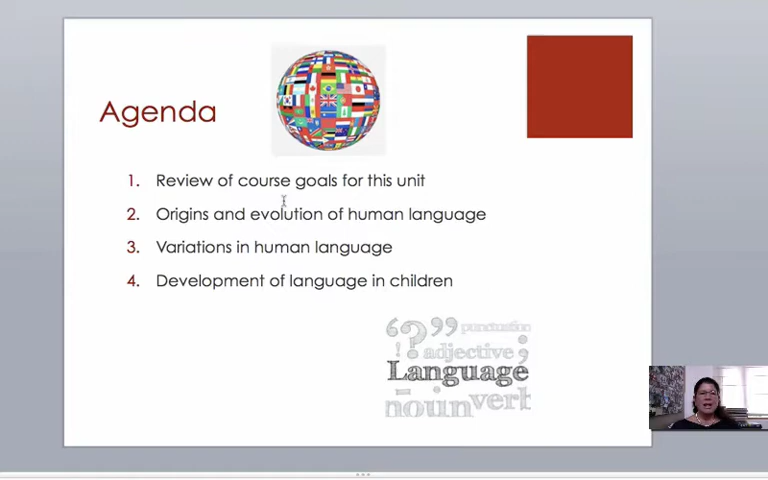 Agenda
1. Review of course goals for this unit
2. Origins and evolution of human language
3. Variations in human language
4. Development of language in children
‘?” punctuation
! adjective ;
Language
noun verb